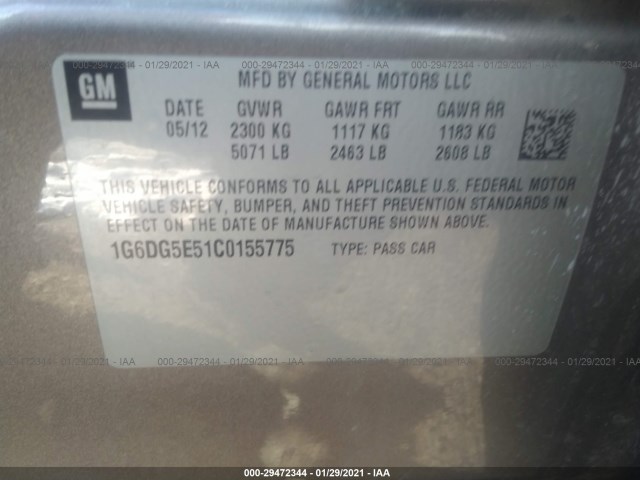 000-29472344 - 01/29/2021 - IAA 000-29472344 - 01/29/2021 - IAA
GM
MFD BY GENERAL MOTORS LLC
DATE GVWR GAWR FRT GAWR RR
05/12 2300 KG 1117 KG 1183 KG
5071 LB 2463 LB 2608 LB
THIS VEHICLE CONFORMS TO ALL APPLICABLE U.S. FEDERAL MOTOR
VEHICLE SAFETY, BUMPER, AND THEFT PREVENTION STANDARDS IN
EFFECT ON THE DATE OF MANUFACTURE SHOWN ABOVE.
1G6DG5E51C0155775 TYPE: PASS CAR
000-29472344 - 01/29/2021 - IAA 000-29472344 - 01/29/2021 - IAA
000-29472344 - 01/29/2021 - IAA